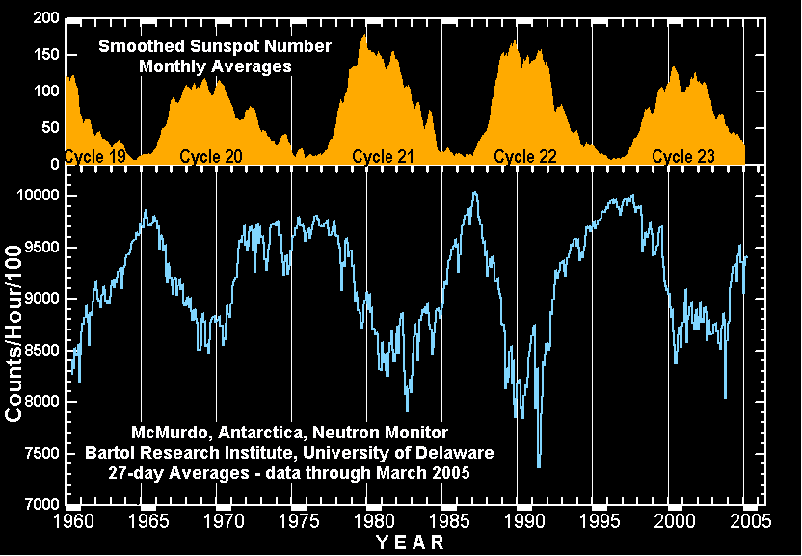 200
150
100
50
0
Smoothed Sunspot Number
Monthly Averages
Cycle 19
Cycle 20
Cycle 21
Cycle 22
Cycle 23
10000
9500
9000
8500
8000
7500
7000
Counts/Hour/100
McMurdo, Antarctica, Neutron Monitor
Bartol Research Institute, University of Delaware
27-day Averages - data through March 2005
1960 1965 1970 1975 1980 1985 1990 1995 2000 2005
YEAR